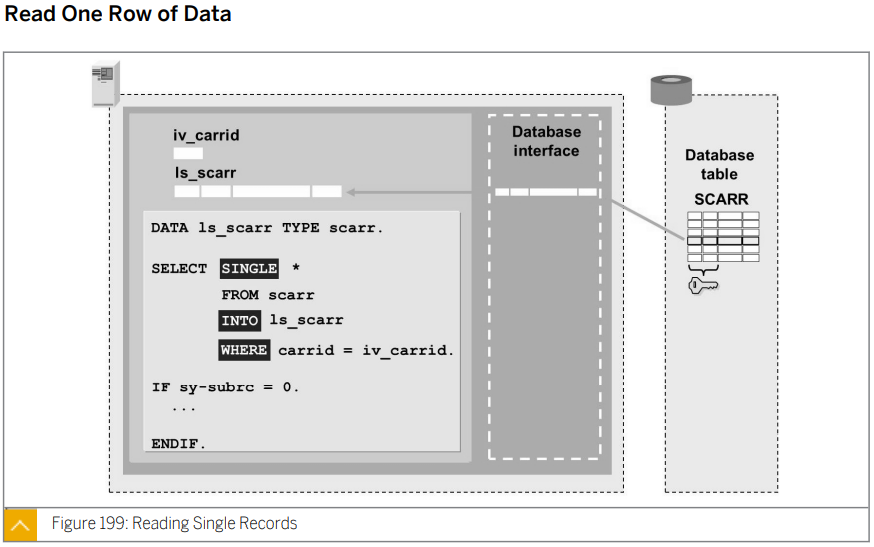 Read One Row of Data
iv_carrid
ls_scarr
Database
interface
Database
table
SCARR
DATA ls_scarr TYPE scarr.
SELECT SINGLE *
FROM scarr
INTO ls_scarr
WHERE carrid = iv_carrid.
IF sy-subrc = 0.
...
ENDIF.
Figure 199: Reading Single Records